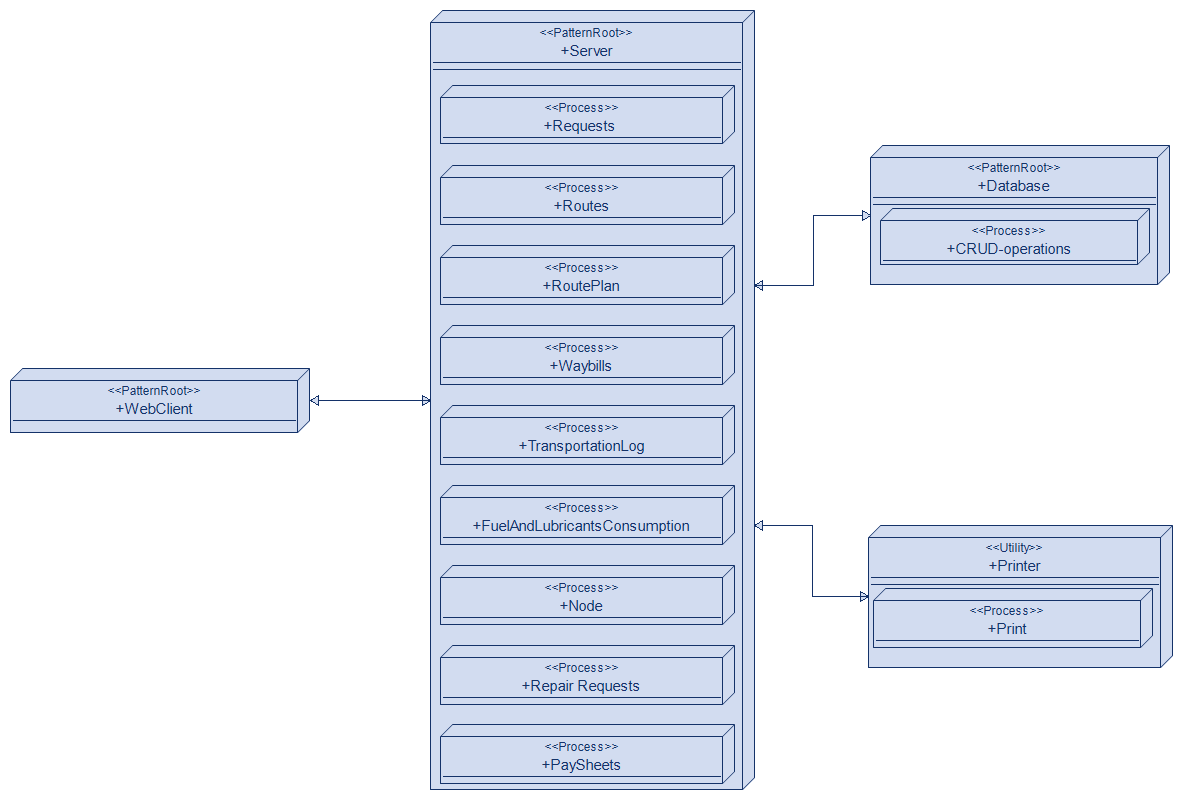 <<PatternRoot>>
+Server
<<Process>>
+Requests
<<Process>>
+Routes
<<Process>>
+RoutePlan
<<Process>>
+Waybills
<<Process>>
+TransportationLog
<<Process>>
+FuelAndLubricantsConsumption
<<Process>>
+Node
<<Process>>
+Repair Requests
<<Process>>
+PaySheets
<<PatternRoot>>
+WebClient
<<PatternRoot>>
+Database
<<Process>>
+CRUD-operations
<<Utility>>
+Printer
<<Process>>
+Print